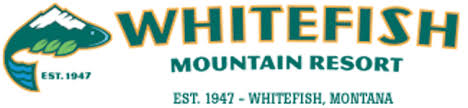 WHITEFISH
MOUNTAIN RESORT
EST. 1947
EST. 1947 – WHITEFISH, MONTANA